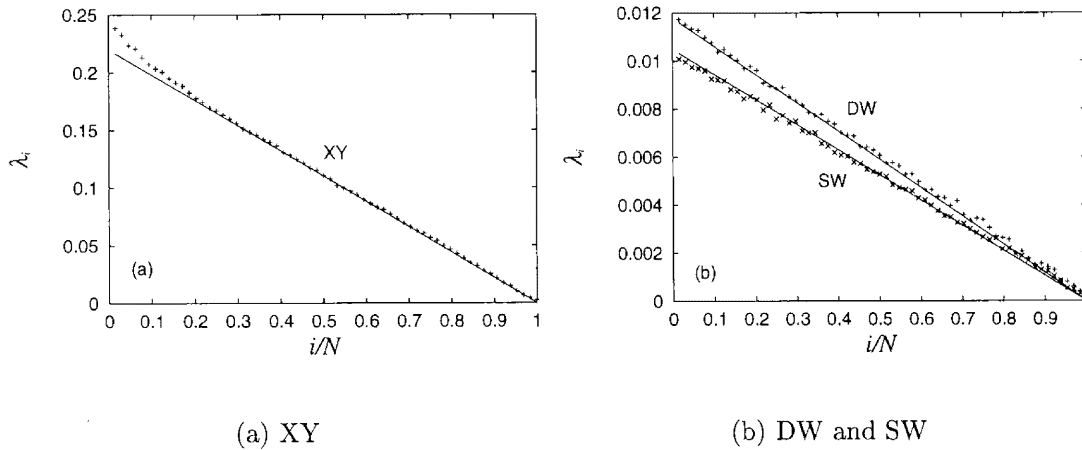 0.25
0.2
0.15
0.1
0.05
0
λi
XY
(a)
0 0.1 0.2 0.3 0.4 0.5 0.6 0.7 0.8 0.9 1
i/N
0.012
0.01
0.008
0.006
0.004
0.002
0
λi
DW
SW
(b)
0 0.1 0.2 0.3 0.4 0.5 0.6 0.7 0.8 0.9
i/N
(a) XY
(b) DW and SW